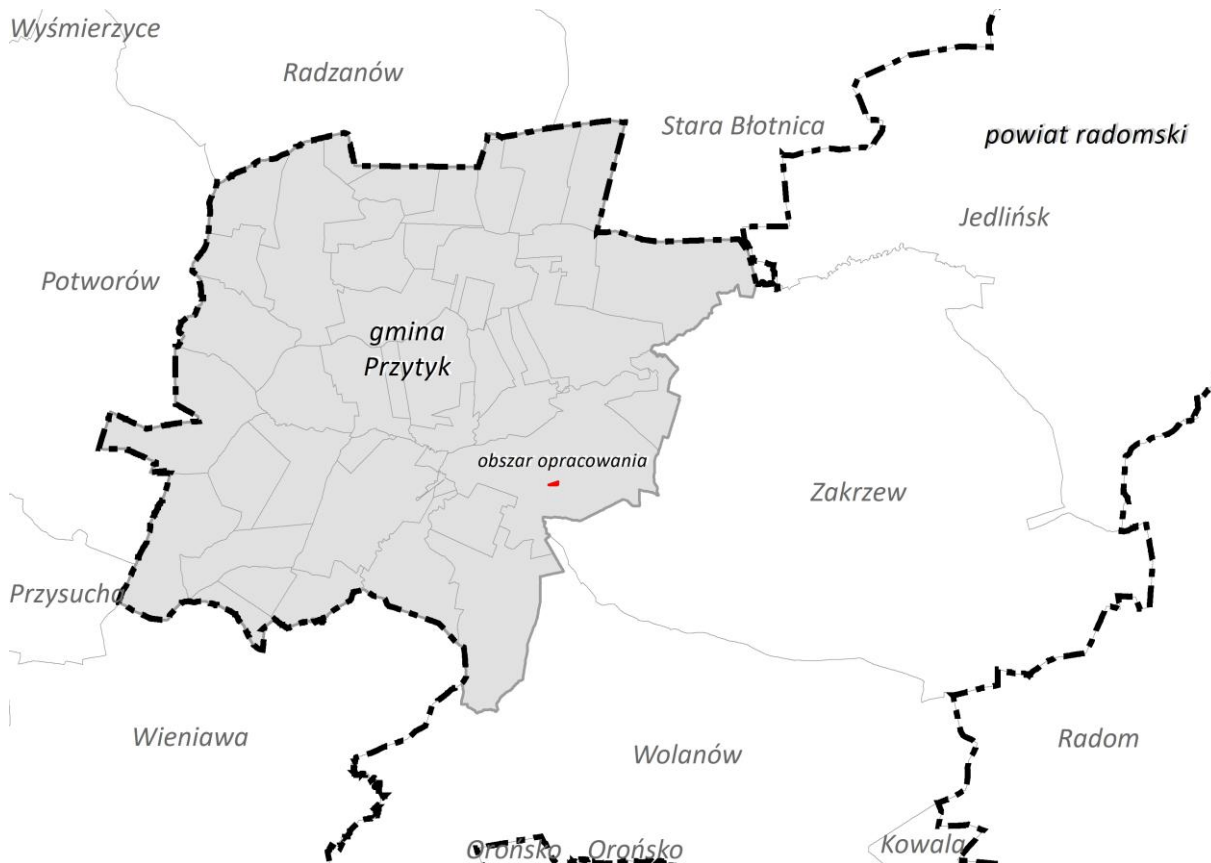 Wyśmierzyce
Radzanów
Stara Błotnica
powiat radomski
Jedlińsk
Potworów
gmina
Przytyk
obszar opracowania
Zakrzew
Przysucha
Wieniawa
Wolanów
Radom
Orońsko
Orońsko
Kowala